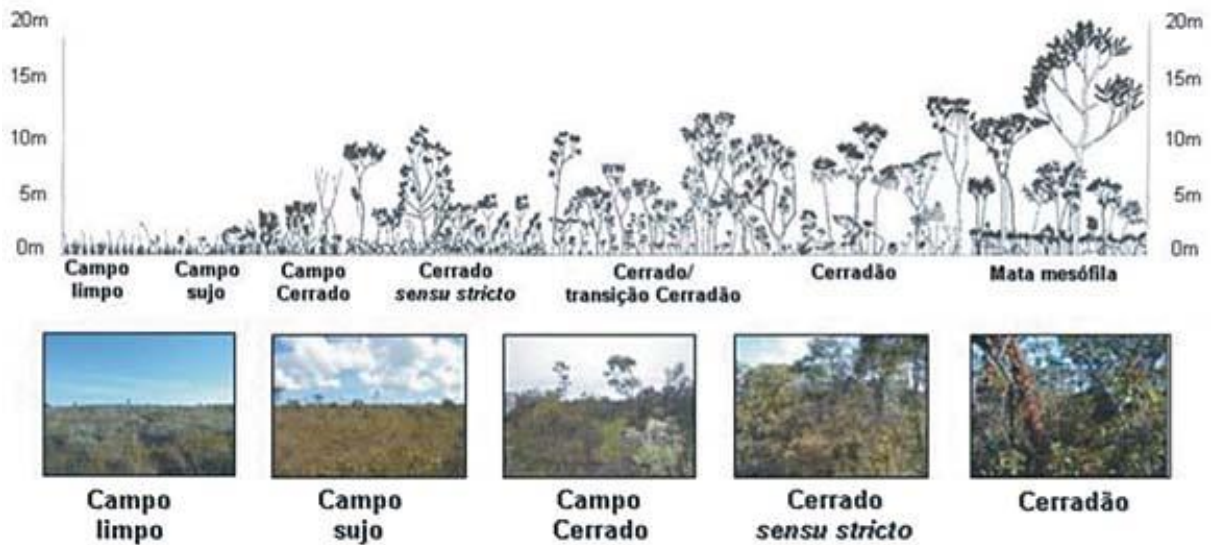 20m 20m
15m 15m
10m 10m
5m 5m
0m 0m
Campo
limpo
Campo
sujo
Campo
Cerrado
Cerrado
sensu stricto
Cerrado/
transição Cerradão
Cerradão
Mata mesófila
Campo
limpo
Campo
sujo
Campo
Cerrado
Cerrado
sensu stricto
Cerradão